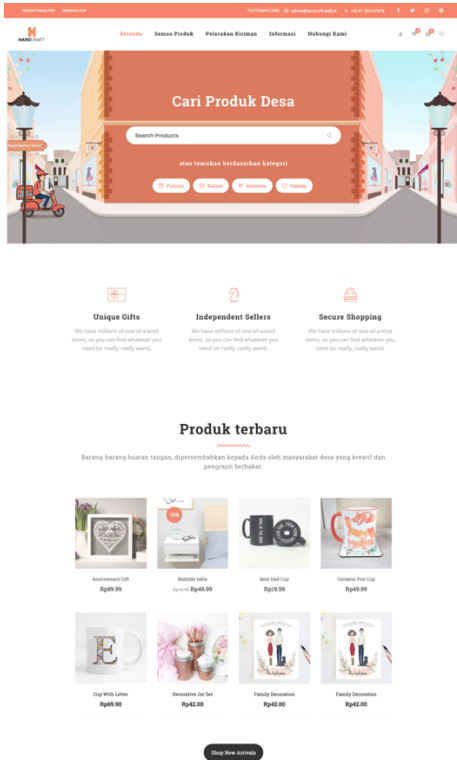 CUSTOMER CARE:
HANDCRAFT
Beranda Semua Produk Pelacakan Kiriman Informasi Hubungi Kami
Cari Produk Desa
Search Products
atau temukan berdasarkan kategori
Furnitur Kuliner Aksesoris Pakaian
Unique Gifts
We have millions of one-of-a-kind
items, so you can find whatever you
need (or really, really want).
Independent Sellers
We have millions of one-of-a-kind
items, so you can find whatever you
need (or really, really want).
Secure Shopping
We have millions of one-of-a-kind
items, so you can find whatever you
need (or really, really want).
Produk terbaru
Barang-barang buatan tangan, dipersembahkan kepada Anda oleh masyarakat desa yang kreatif dan
pengrajin berbakat
-30%
E
Anniversary Gift
Rp89.99
Bedside table
Rp49.99
Best Dad Cup
Rp19.99
Ceramic Fox Cup
Rp49.99
Cup With Letter
Rp69.90
Decorative Jar Set
Rp42.00
Family Decoration
Rp42.00
Family Decoration
Rp42.00
Shop New Arrivals